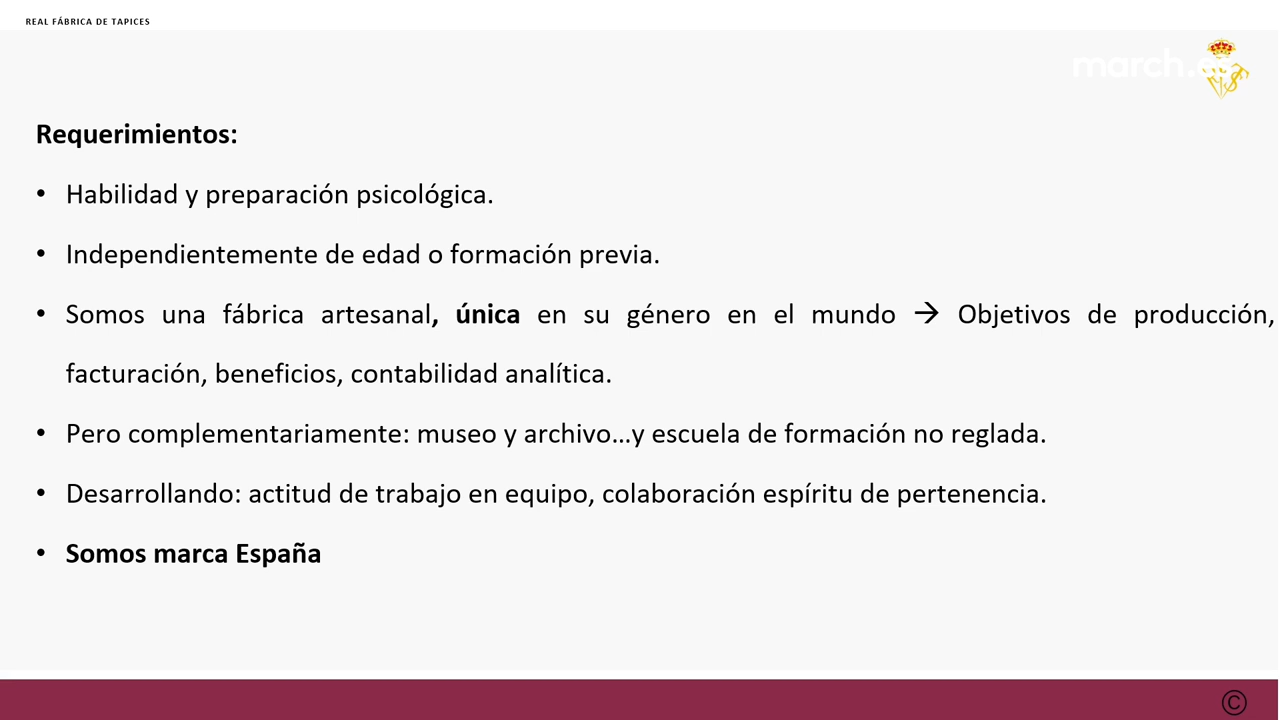 REAL FÁBRICA DE TAPICES
march.es
Requerimientos:
• Habilidad y preparación psicológica.
• Independientemente de edad o formación previa.
• Somos una fábrica artesanal, única en su género en el mundo → Objetivos de producción,
facturación, beneficios, contabilidad analítica.
• Pero complementariamente: museo y archivo...y escuela de formación no reglada.
• Desarrollando: actitud de trabajo en equipo, colaboración espíritu de pertenencia.
• Somos marca España
©